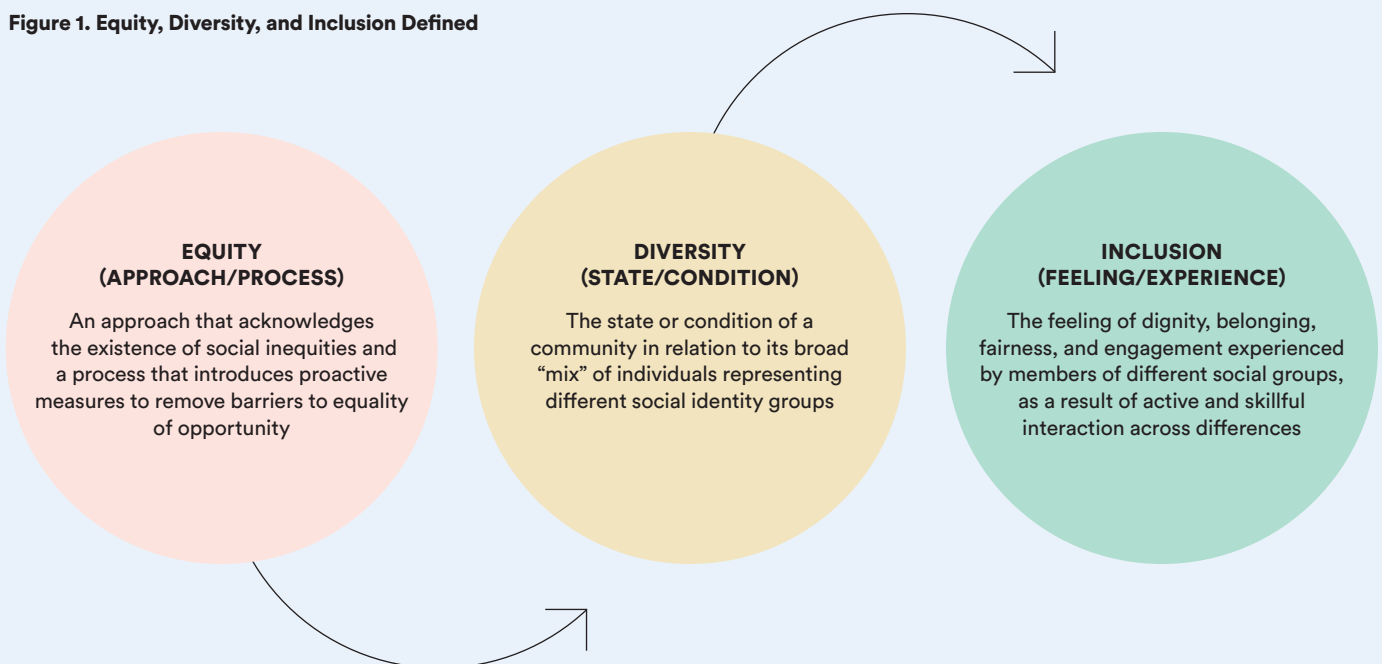 Figure 1. Equity, Diversity, and Inclusion Defined
EQUITY
(APPROACH/PROCESS)
An approach that acknowledges
the existence of social inequities and
a process that introduces proactive
measures to remove barriers to equality
of opportunity
DIVERSITY
(STATE/CONDITION)
The state or condition of a
community in relation to its broad
“mix” of individuals representing
different social identity groups
INCLUSION
(FEELING/EXPERIENCE)
The feeling of dignity, belonging,
fairness, and engagement experienced
by members of different social groups,
as a result of active and skillful
interaction across differences